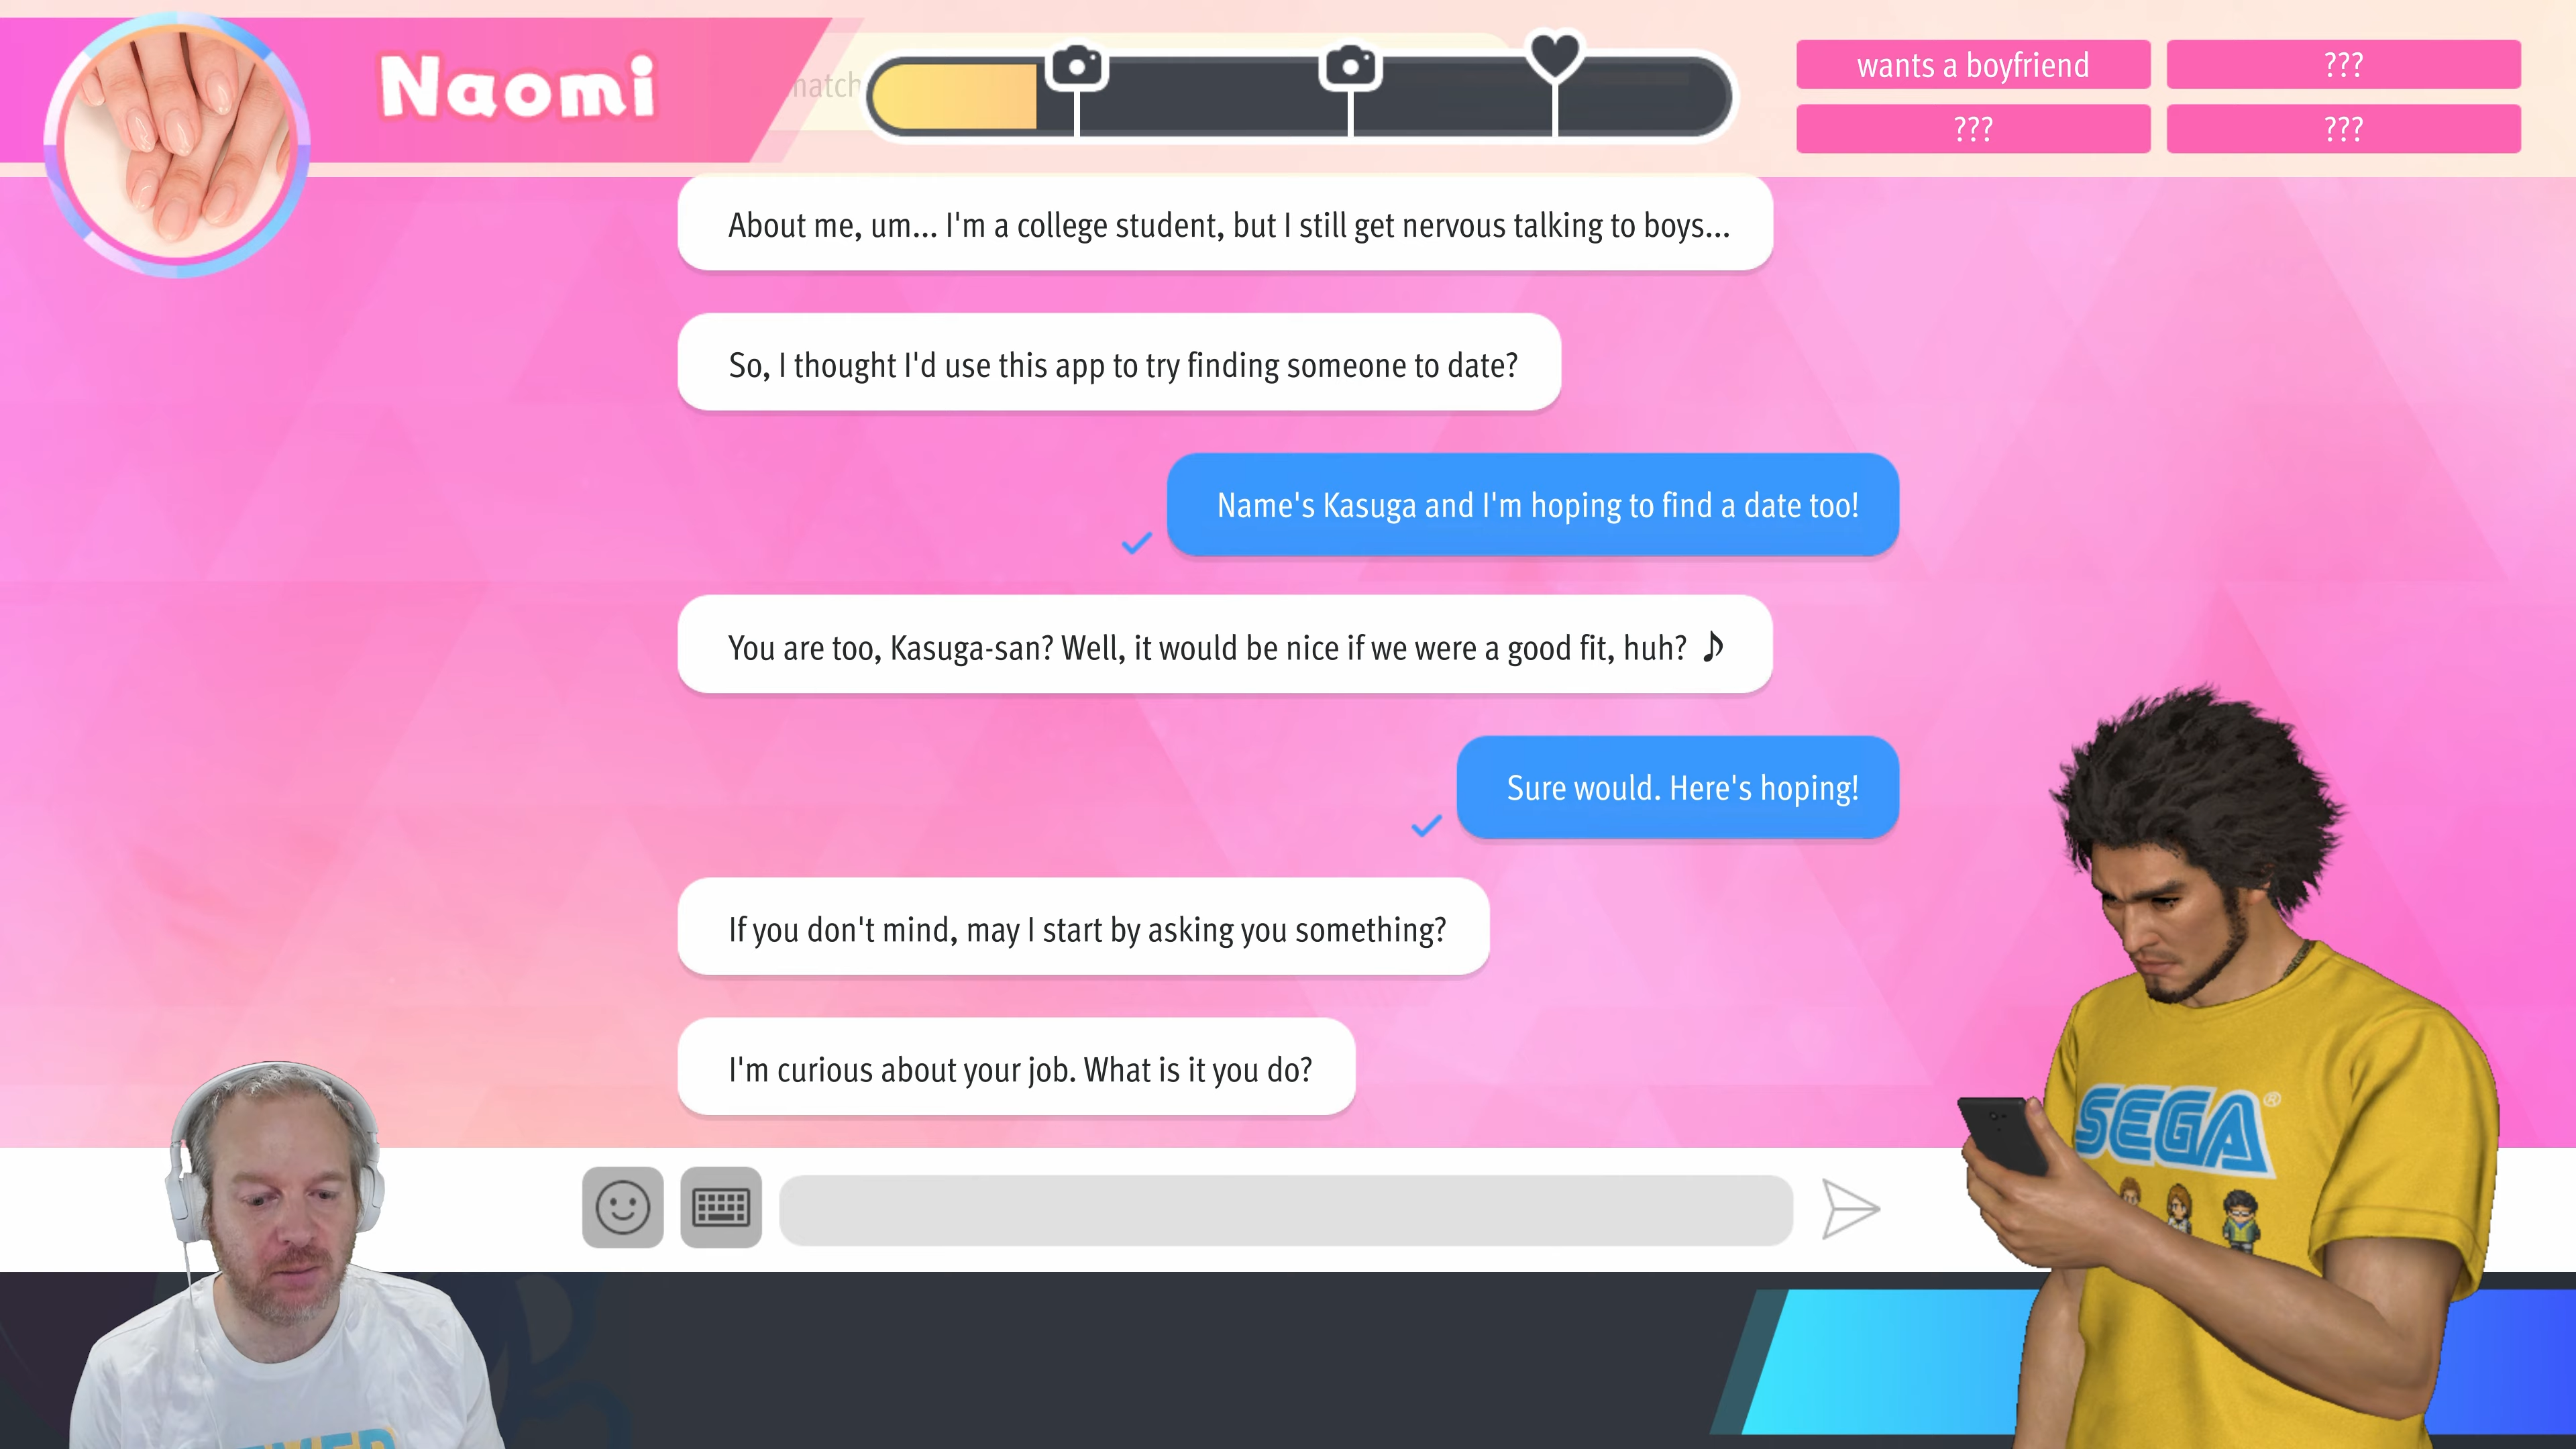 Naomi
match
wants a boyfriend
???
???
???
About me, um... I'm a college student, but I still get nervous talking to boys...
So, I thought I'd use this app to try finding someone to date?
Name's Kasuga and I'm hoping to find a date too!
You are too, Kasuga-san? Well, it would be nice if we were a good fit, huh? ♪
Sure would. Here's hoping!
If you don't mind, may I start by asking you something?
I'm curious about your job. What is it you do?
SEGA®